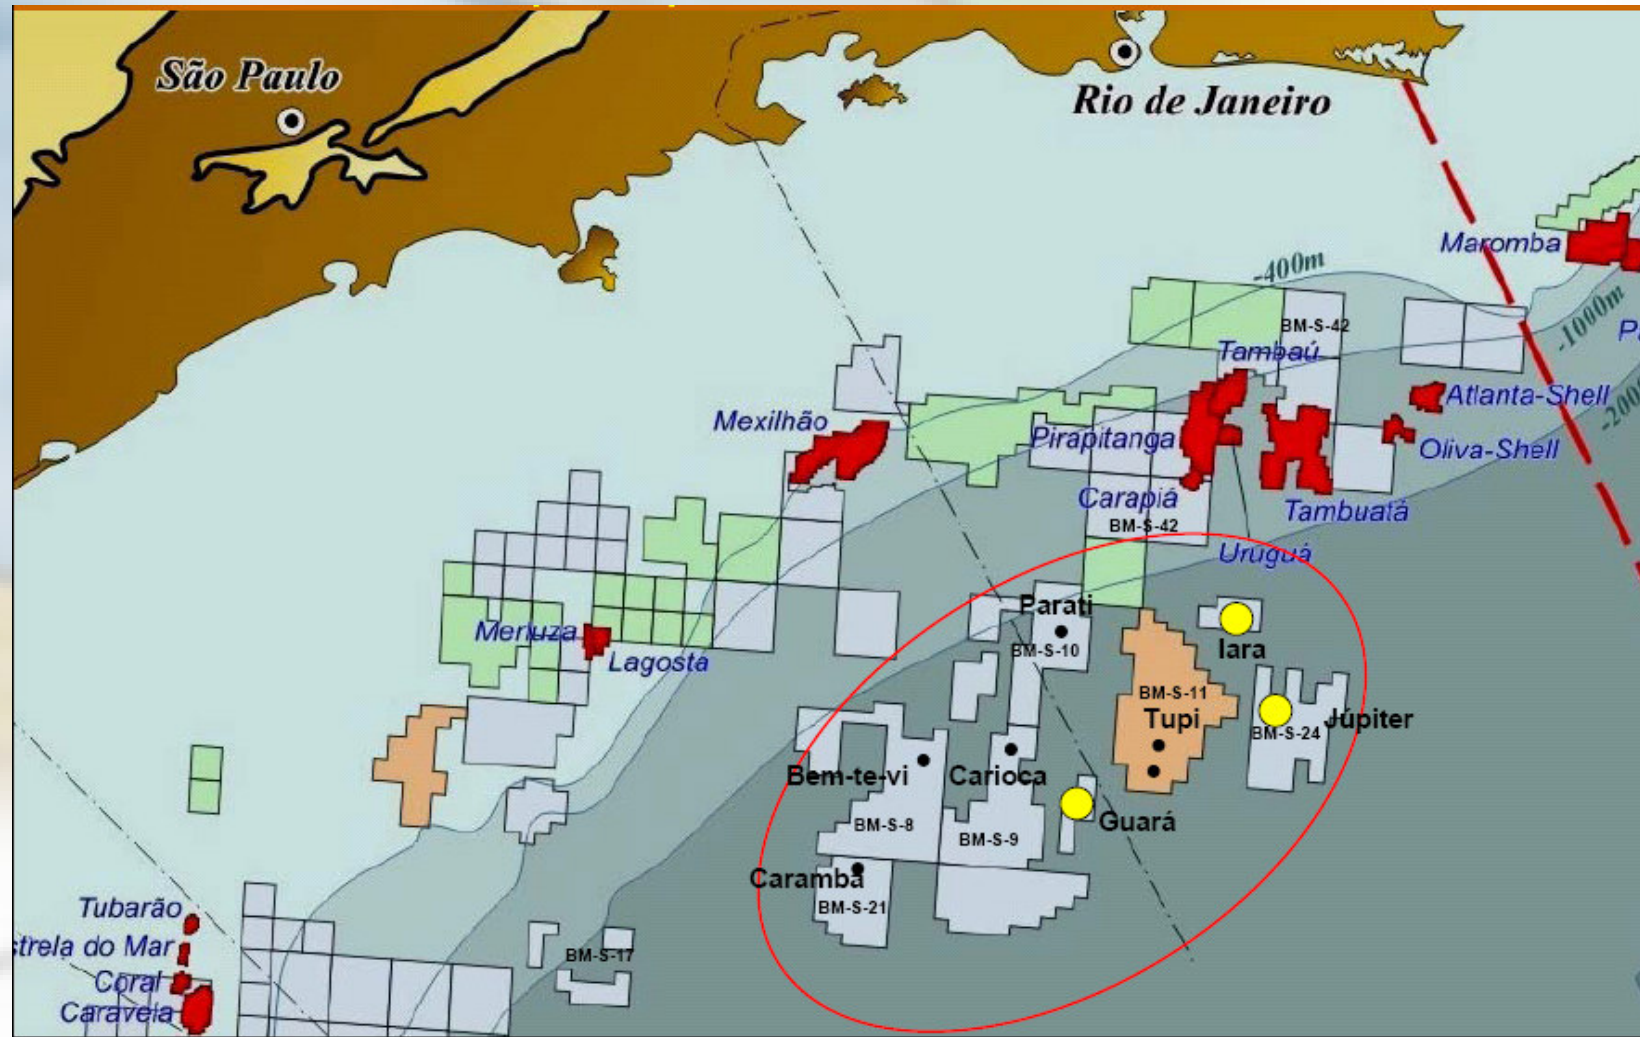 São Paulo
Rio de Janeiro
Maromba
-400m
-1000m
BM-S-42
Tambaú
Atlanta-Shell
Mexilhão
Pirapitanga
Oliva-Shell
Carapiá
BM-S-42
Tambuatá
Uruguá
Parati
Merluza
Lagosta
BM-S-10
Iara
BM-S-11
Tupi
Júpiter
BM-S-24
Bem-te-vi
Carioca
Guará
BM-S-8
BM-S-9
Caramba
BM-S-21
Tubarão
strela do Mar
BM-S-17
Coral
Caravela